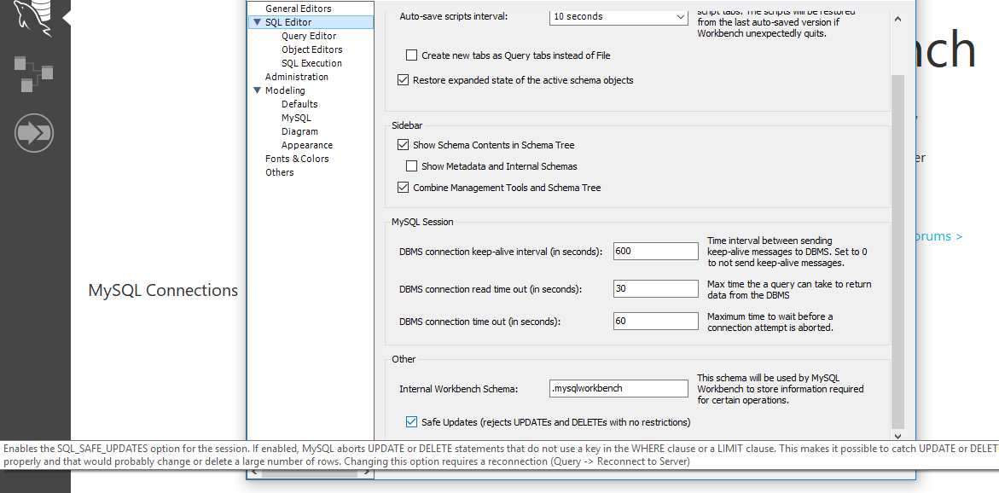 General Editors
SQL Editor
Query Editor
Object Editors
SQL Execution
Administration
Modeling
Defaults
MySQL
Diagram
Appearance
Fonts & Colors
Others
Auto-save scripts interval:
10 seconds
script tabs. The scripts will be restored
from the last auto-saved version if
Workbench unexpectedly quits.
Create new tabs as Query tabs instead of File
Restore expanded state of the active schema objects
Sidebar
Show Schema Contents in Schema Tree
Show Metadata and Internal Schemas
Combine Management Tools and Schema Tree
MySQL Session
DBMS connection keep-alive interval (in seconds):
600
Time interval between sending
keep-alive messages to DBMS. Set to 0
to not send keep-alive messages.
DBMS connection read time out (in seconds):
30
Max time the a query can take to return
data from the DBMS
DBMS connection time out (in seconds):
60
Maximum time to wait before a
connection attempt is aborted.
Other
Internal Workbench Schema:
.mysqlworkbench
This schema will be used by MySQL
Workbench to store information required
for certain operations.
Safe Updates (rejects UPDATEs and DELETEs with no restrictions)
MySQL Connections
nch
er
orums >
Enables the SQL_SAFE_UPDATES option for the session. If enabled, MySQL aborts UPDATE or DELETE statements that do not use a key in the WHERE clause or a LIMIT clause. This makes it possible to catch UPDATE or DELET
properly and that would probably change or delete a large number of rows. Changing this option requires a reconnection (Query -> Reconnect to Server)